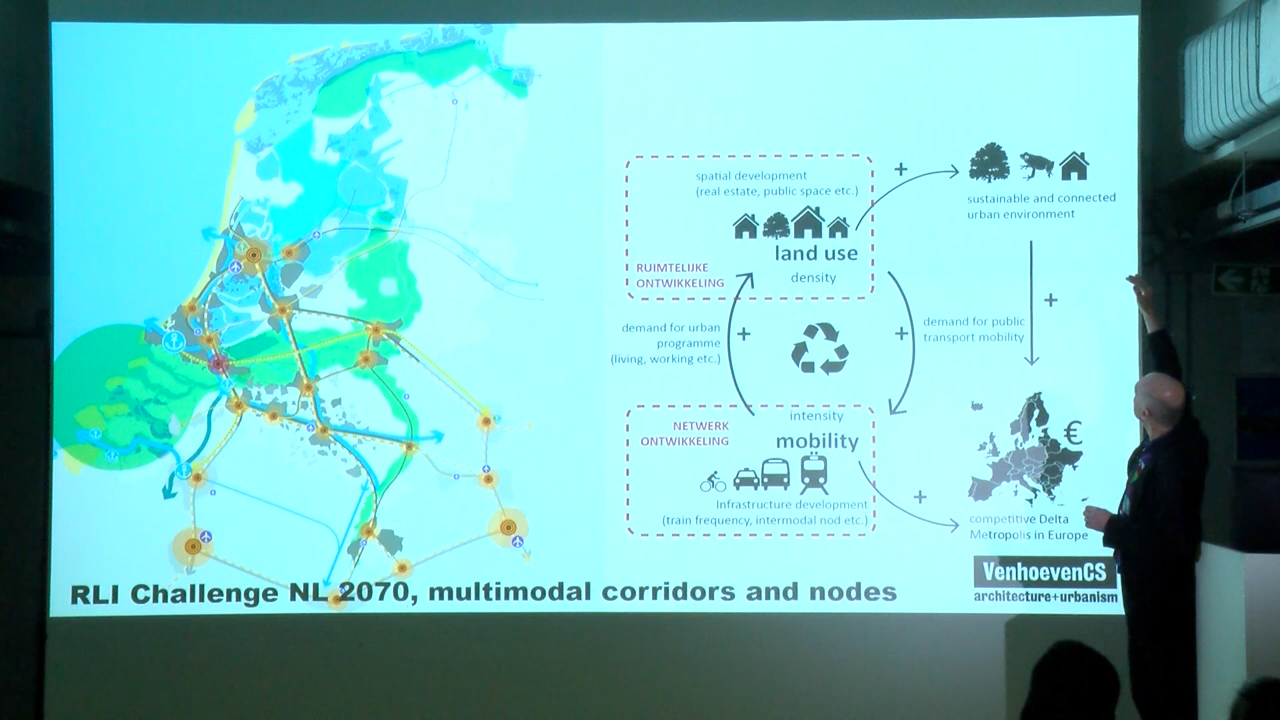 spatial development
(real estate, public space etc.)
land use
density
RUIMTELIJKE
ONTWIKKELING
+
sustainable and connected
urban environment
demand for urban
programme
(living, working etc.)
+
+
demand for public
transport mobility
+
intensity
NETWERK
ONTWIKKELING
mobility
Infrastructure development
(train frequency, intermodal nod etc.)
+
€
competitive Delta
Metropolis in Europe
RLI Challenge NL 2070, multimodal corridors and nodes
VenhoevenCS
architecture+urbanism